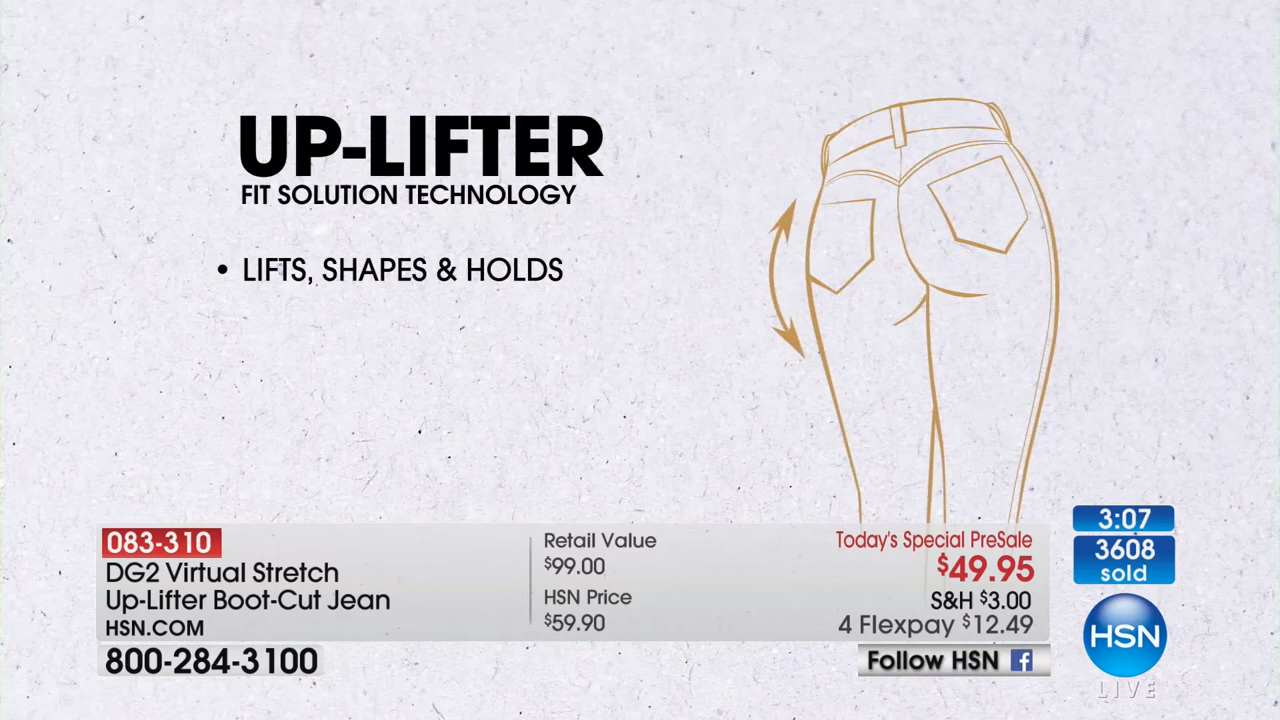 UP-LIFTER
FIT SOLUTION TECHNOLOGY
• LIFTS, SHAPES & HOLDS
083-310
DG2 Virtual Stretch
Up-Lifter Boot-Cut Jean
HSN.COM
800-284-3100
Retail Value
$99.00
HSN Price
$59.90
Today's Special PreSale
$49.95
S&H $3.00
4 Flexpay $12.49
Follow HSN f
3:07
3608
sold
HSN
LIVE